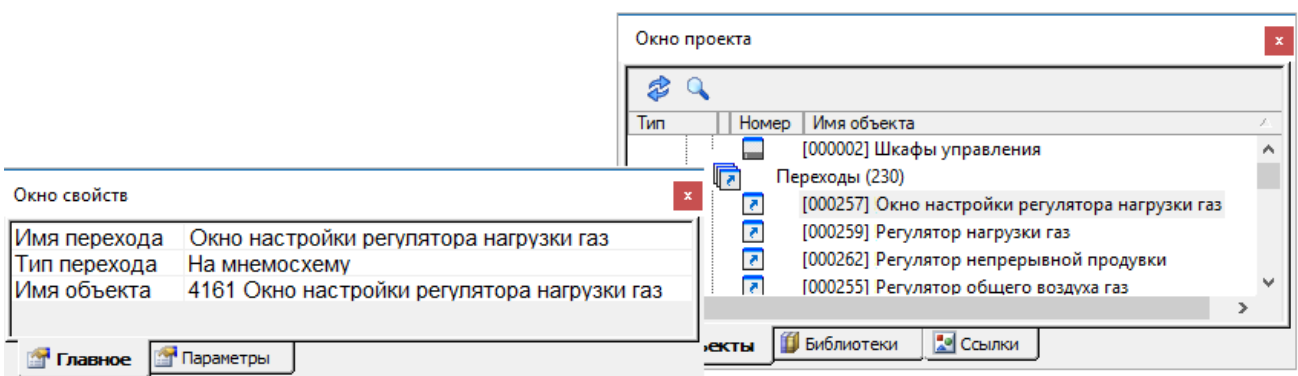 Окно проекта
x
Тип Номер Имя объекта
[000002] Шкафы управления
Переходы (230)
[000257] Окно настройки регулятора нагрузки газ
[000259] Регулятор нагрузки газ
[000262] Регулятор непрерывной продувки
[000255] Регулятор общего воздуха газ
екты Библиотеки Ссылки
Окно свойств
x
Имя перехода Окно настройки регулятора нагрузки газ
Тип перехода На мнемосхему
Имя объекта 4161 Окно настройки регулятора нагрузки газ
Главное Параметры